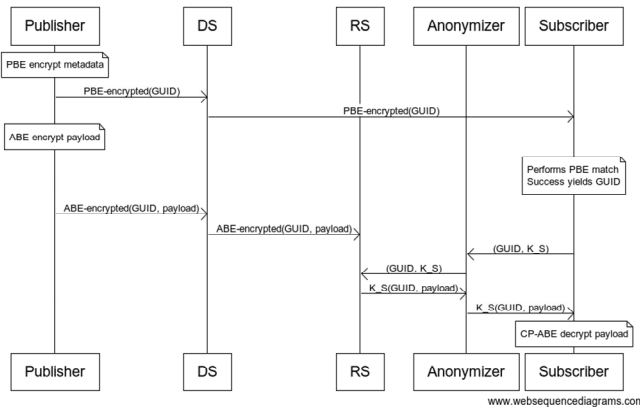 Publisher
DS
RS
Anonymizer
Subscriber
PBE encrypt metadata
PBE-encrypted(GUID)
PBE-encrypted(GUID)
ABE encrypt payload
Performs PBE match
Success yields GUID
ABE-encrypted(GUID, payload)
ABE-encrypted(GUID, payload)
(GUID, K_S)
(GUID, K_S)
K_S(GUID, payload)
K_S(GUID, payload)
CP-ABE decrypt payload
Publisher
DS
RS
Anonymizer
Subscriber
www.websequencediagrams.com